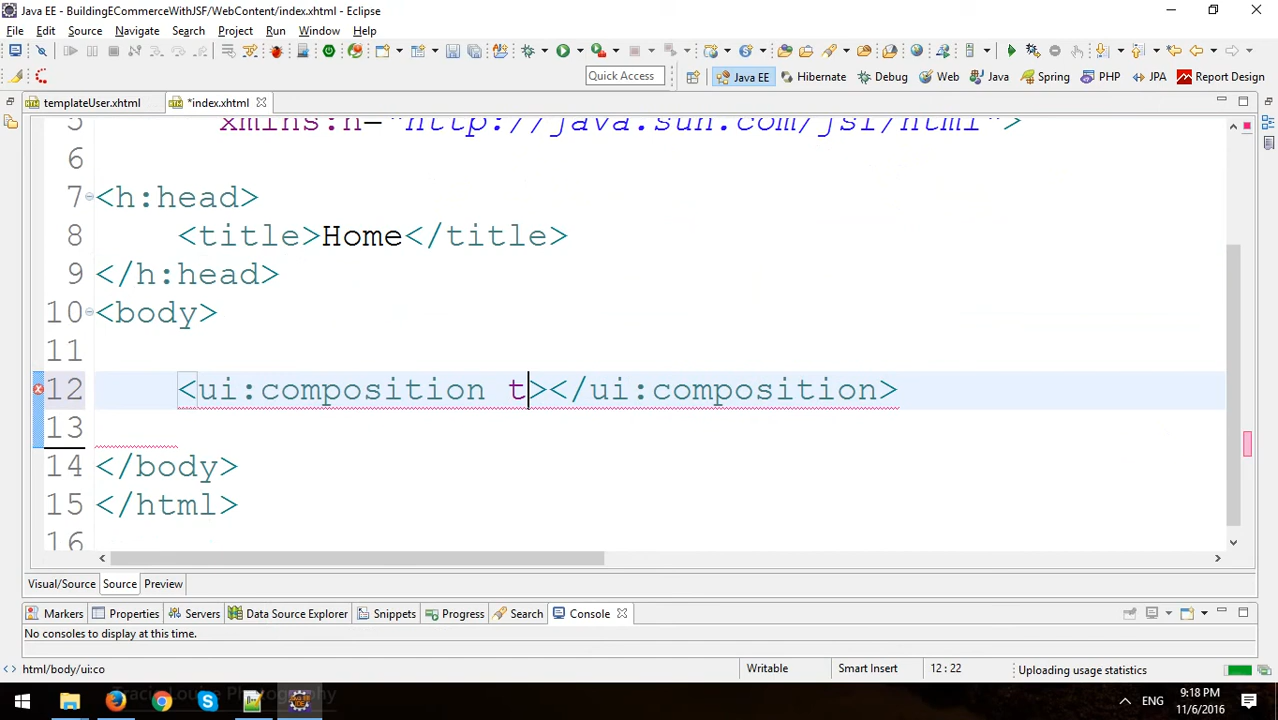 Java EE - BuildingECommerceWithJSF/WebContent/index.xhtml - Eclipse
File Edit Source Navigate Search Project Run Window Help
Quick Access Java EE Hibernate Debug Web Java Spring PHP JPA Report Design
templateUser.xhtml *index.xhtml
5 xmlns:h="http://java.sun.com/jsf/html">
6
7 <h:head>
8 <title>Home</title>
9 </h:head>
10 <body>
11
12 <ui:composition t></ui:composition>
13
14 </body>
15 </html>
16
Visual/Source Source Preview
Markers Properties Servers Data Source Explorer Snippets Progress Search Console
No consoles to display at this time.
html/body/ui:co Writable Smart Insert 12 : 22 Uploading usage statistics
Tracie Louise Photography
ENG 9:18 PM
11/6/2016